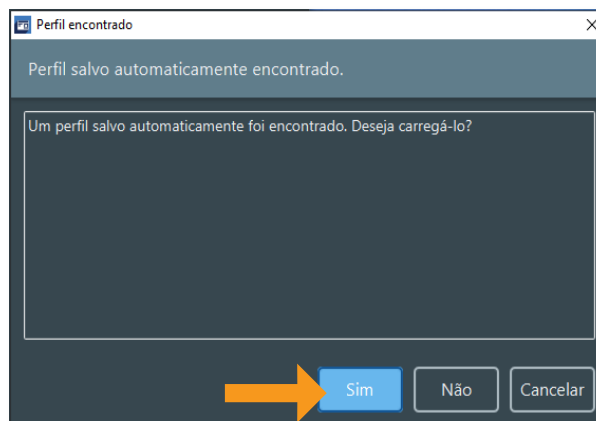 Perfil encontrado
Perfil salvo automaticamente encontrado.
Um perfil salvo automaticamente foi encontrado. Deseja carregá-lo?
Sim
Não
Cancelar